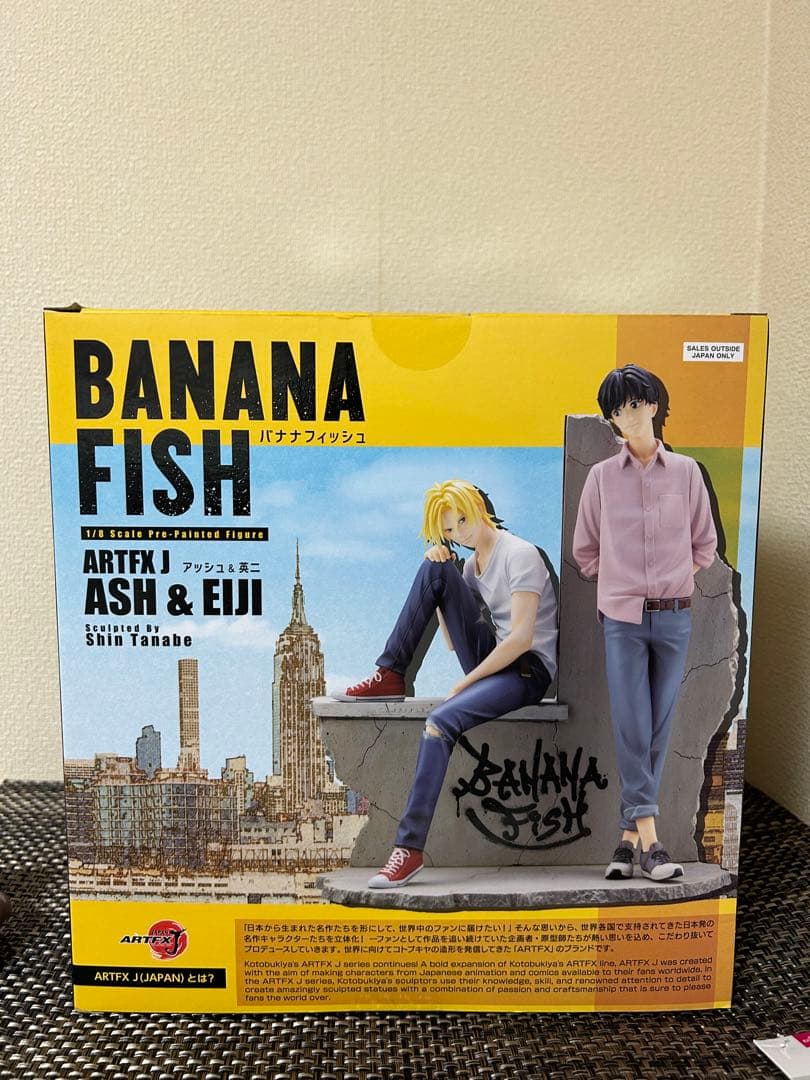 BANANA
FISH
バナナフィッシュ
SALES OUTSIDE
JAPAN ONLY
1/8 Scale Pre-Painted Figure
ARTFX J アッシュ&英二
ASH & EIJI
Sculpted By
Shin Tanabe
BANANA
FiSH
ARTFX J
ARTFX J(JAPAN)とは?
「日本から生まれた名作たちを形にして、世界中のファンに届けたい!」そんな思いから、世界各国で支持されてきた日本発の
名作キャラクターたちを立体化! 一ファンとして作品を追い続けていた企画者・原型師たちが熱い思いを込め、こだわり抜いて
プロデュースしていきます。世界に向けてコトブキヤの造形を発信してきた「ARTFX」のブランドです。
Kotobukiya's ARTFX J series continues! A bold expansion of Kotobukiya's ARTFX line, ARTFX J was created
with the aim of making characters from Japanese animation and comics available to their fans worldwide. In
the ARTFX J series, Kotobukiya's sculptors use their knowledge, skill, and renowned attention to detail to
create amazingly sculpted statues with a combination of passion and craftsmanship that is sure to please
fans the world over.